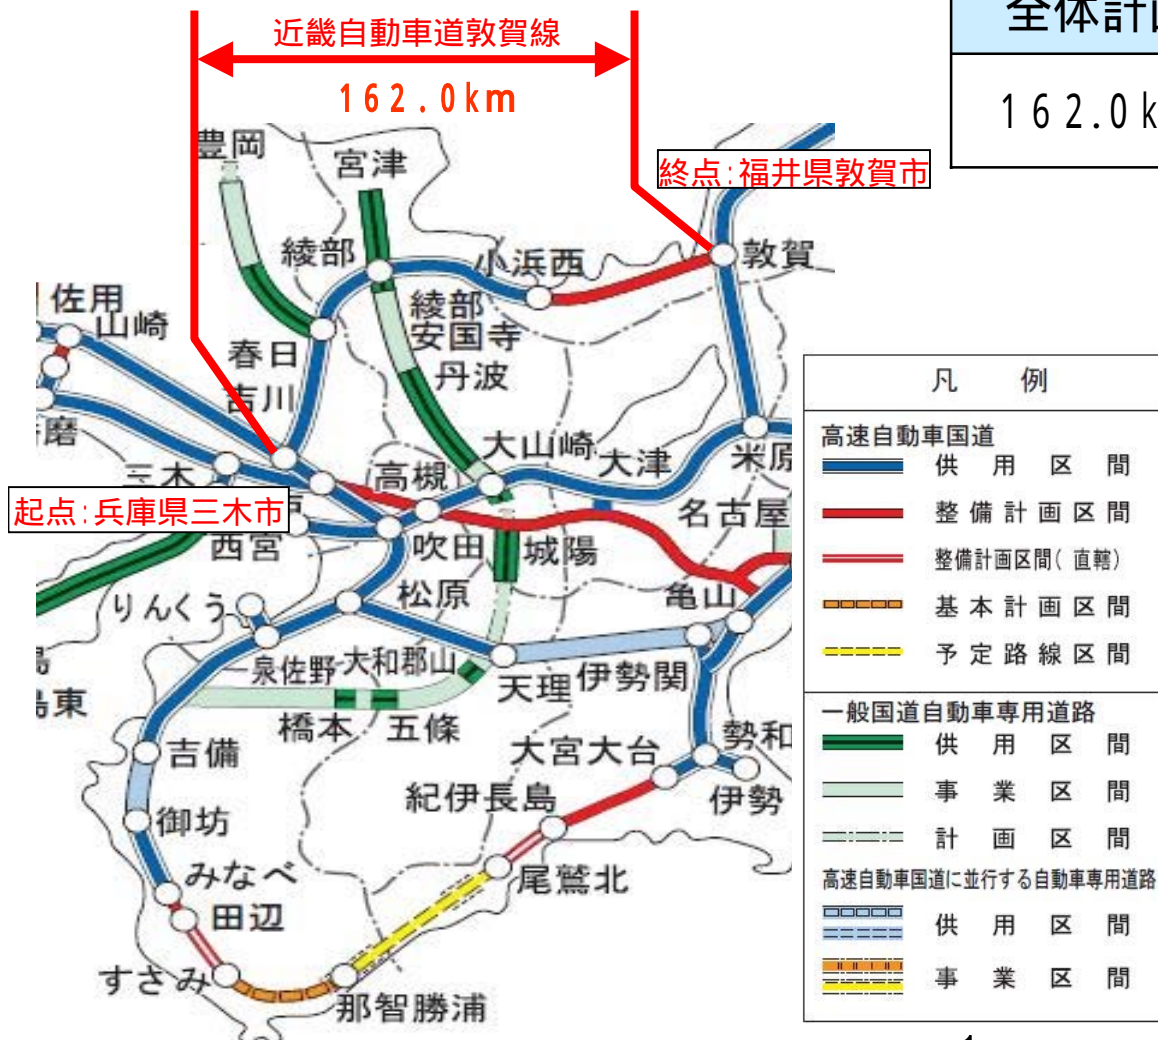 近畿自動車道敦賀線
162.0km
162.0k
終点:福井県敦賀市
起点:兵庫県三木市
豊岡
宮津
綾部
小浜西
敦賀
佐用
山崎
綾部
安国寺
春日
丹波
吉川
大山崎
大津
米原
三木
高槻
名古屋
西宮
吹田
城陽
りんくう
松原
亀山
泉佐野
大和郡山
天理
伊勢関
橋本
五條
吉備
大宮大台
勢和
紀伊長島
伊勢
御坊
みなべ
尾鷲北
田辺
すさみ
那智勝浦
凡例
高速自動車国道
供用区間
整備計画区間
整備計画区間(直轄)
基本計画区間
予定路線区間
一般国道自動車専用道路
供用区間
事業区間
計画区間
高速自動車国道に並行する自動車専用道路
供用区間
事業区間